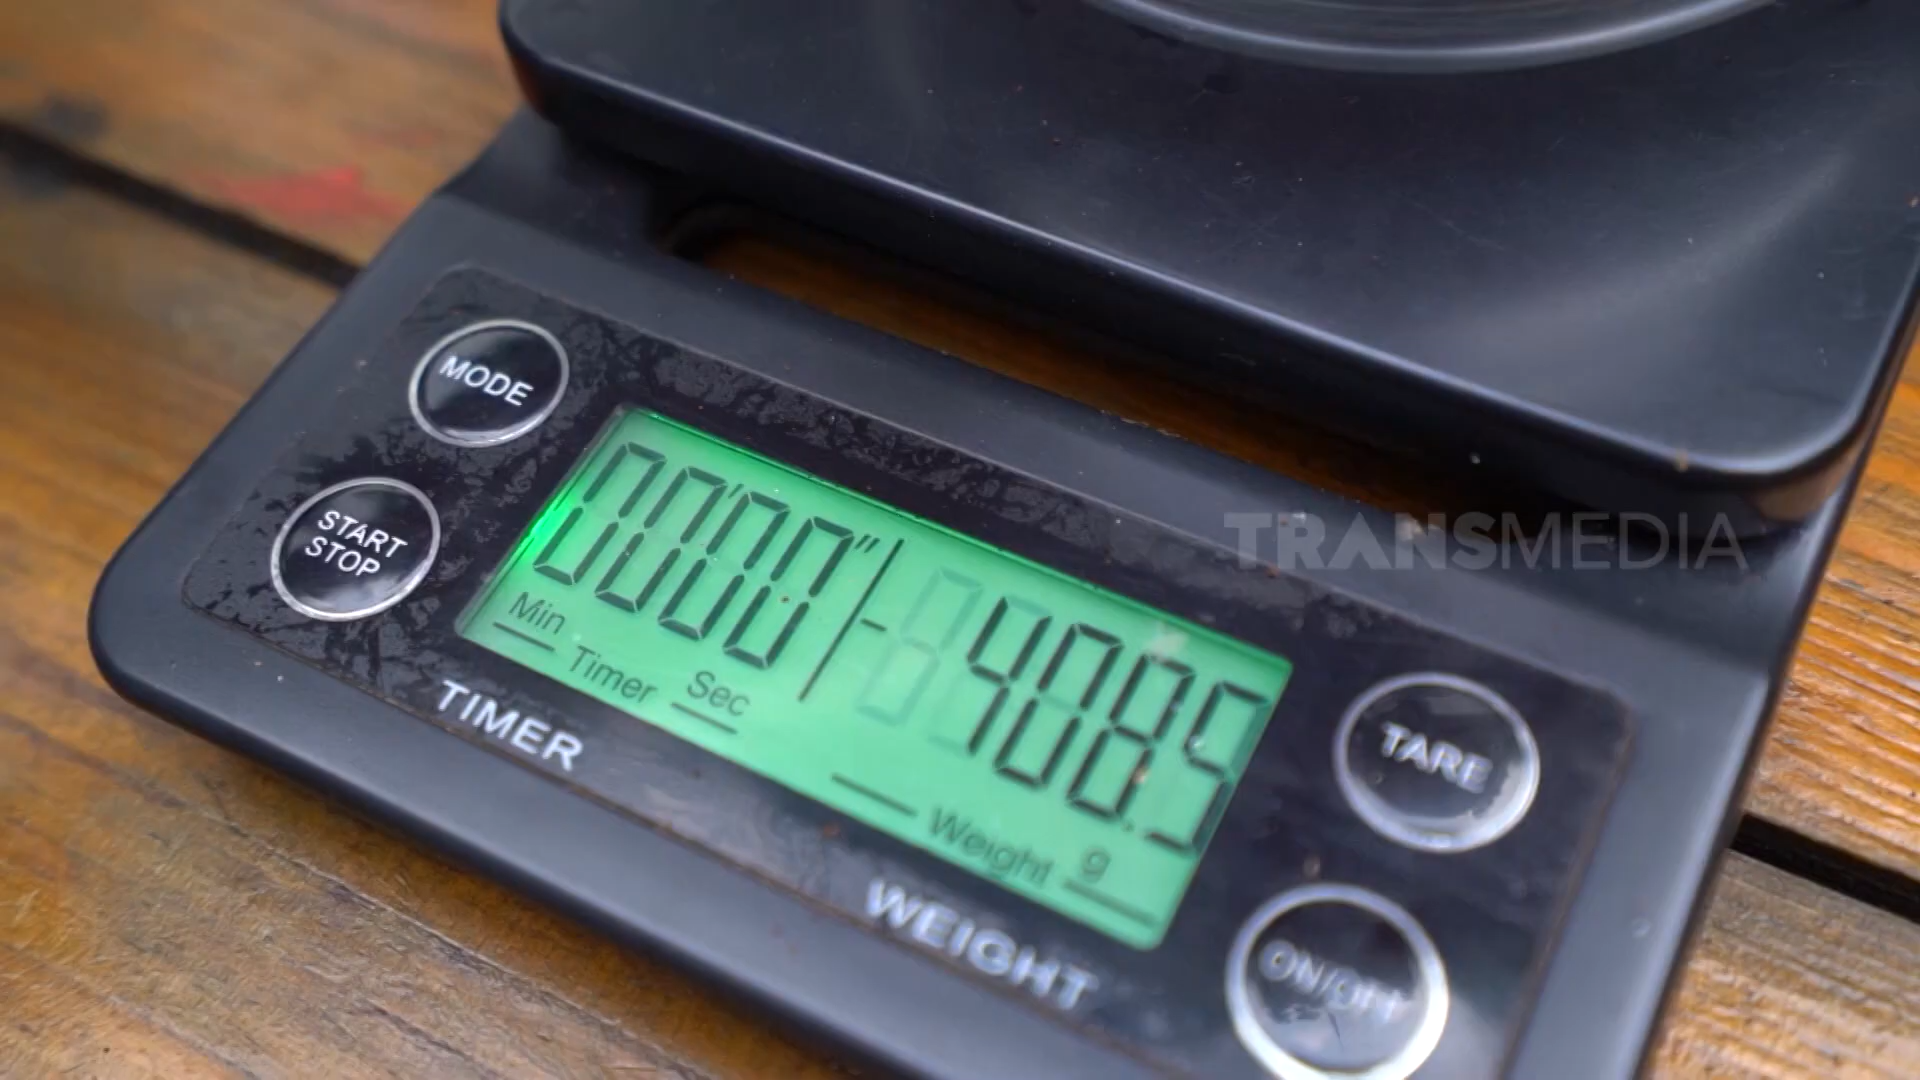 MODE
START
STOP
00'00"
-408.5
Min
Timer
Sec
Weight
g
TIMER
WEIGHT
TARE
ON/OFF
TRANSMEDIA